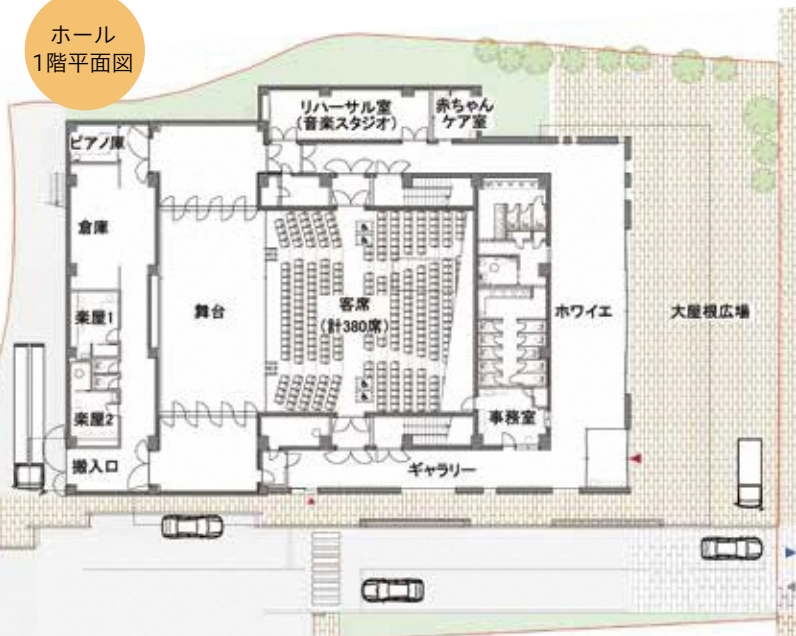 ホール
1階平面図
リハーサル室
(音楽スタジオ)
赤ちゃん
ケア室
ピアノ庫
倉庫
楽屋1
舞台
客席
(計380席)
ホワイエ
大屋根広場
楽屋2
事務室
搬入口
ギャラリー